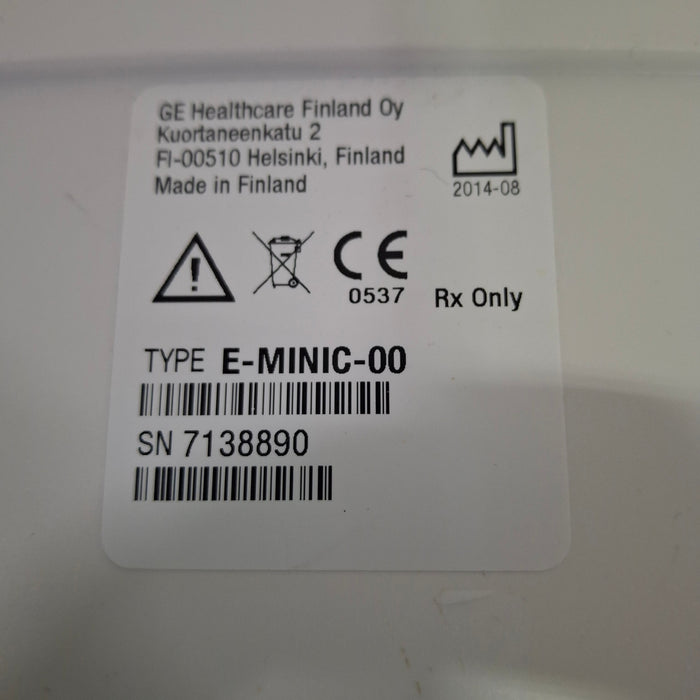 GE Healthcare Finland Oy
Kuortaneenkatu 2
FI-00510 Helsinki, Finland
Made in Finland
2014-08
CE
0537
Rx Only
TYPE E-MINIC-00
SN 7138890